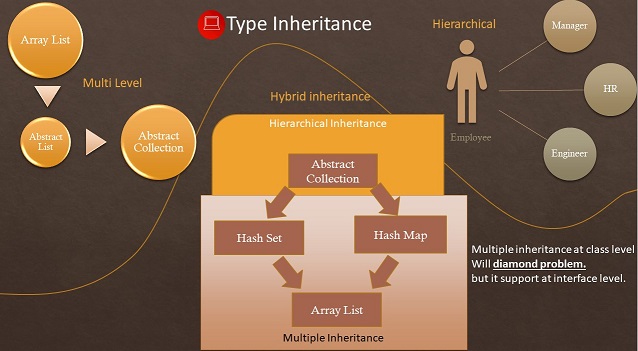 Type Inheritance
Array List
Multi Level
Abstract
List
Abstract
Collection
Hybrid inheritance
Hierarchical Inheritance
Abstract
Collection
Hash Set
Hash Map
Array List
Multiple Inheritance
Hierarchical
Employee
Manager
HR
Engineer
Multiple inheritance at class level
Will diamond problem.
but it support at interface level.